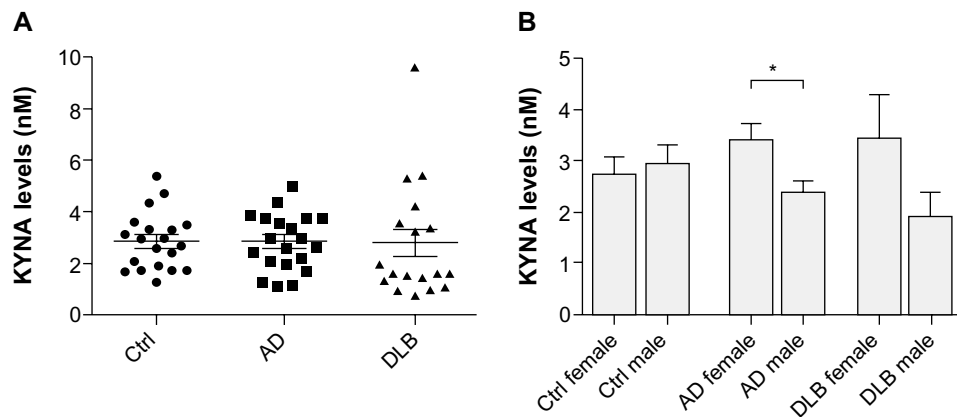 A
KYNA levels (nM)
10
8
6
4
2
0
Ctrl
AD
DLB
B
KYNA levels (nM)
5
4
3
2
1
0
*
Ctrl female
Ctrl male
AD female
AD male
DLB female
DLB male